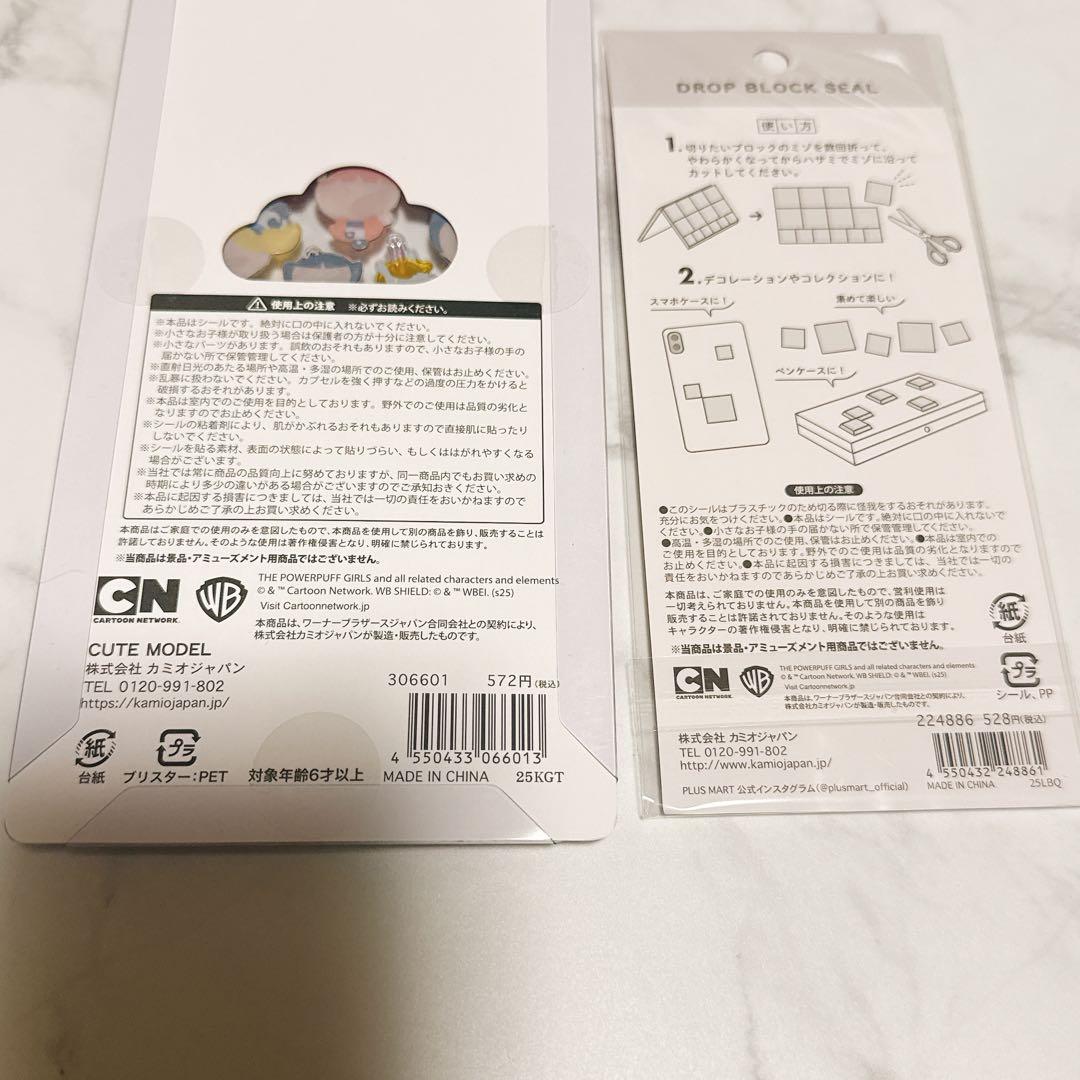 使用上の注意 ※必ずお読みください。
※本品はシールです。絶対に口の中に入れないでください。
※小さなお子様が取り扱う場合は保護者の方が十分に注意してください。
※小さなパーツがあります。誤飲のおそれもありますので、小さなお子様の手の
届かない所で保管管理してください。
※直射日光のあたる場所や高温・多湿の場所でのご使用、保管はお止めください。
※乱暴に扱わないでください。カプセルを強く押すなどの過度の圧力をかけると
破損するおそれがあります。
※本品は室内でのご使用を目的としております。野外でのご使用は品質の劣化と
なりますのでお止めください。
※シールの粘着剤により、肌がかぶれるおそれもありますので直接肌に貼ったり
しないでください。
※シールを貼る素材、表面の状態によって貼りづらい、もしくははがれやすくなる
場合がございます。
※当社では常に商品の品質向上に努めておりますが、同一商品内でもお買い求めの
時期により多少の違いがある場合がございますのでご承知おきください。
※本品に起因する損害につきましては、当社では一切の責任をおいかねますので
あらかじめご了承の上お買い求めください。
本商品はご家庭での使用のみを意図したもので、本商品を使用して別の商品を飾り、販売することは
許諾しておりません。そのような使用は著作権侵害となり、明確に禁じられております。
※当商品は景品・アミューズメント用商品ではございません。
CN
CARTOON NETWORK.
WB
THE POWERPUFF GIRLS and all related characters and elements
© & ™ Cartoon Network. WB SHIELD: © & ™ WBEI. (s25)
Visit Cartoonnetwork.jp
本商品は、ワーナーブラザースジャパン合同会社との契約により、
株式会社カミオジャパンが製造・販売したものです。
CUTE MODEL
株式会社 カミオジャパン
TEL 0120-991-802
https://kamiojapan.jp/
306601 572円(税込)
4 550433 066013
紙
台紙
プラ
ブリスター:PET
対象年齢6才以上
MADE IN CHINA
25KGT
DROP BLOCK SEAL
使い方
1.切りたいブロックのミゾを数回折って、
やわらかくなってからハサミでミゾに沿って
カットしてください。
2.デコレーションやコレクションに!
スマホケースに!
集めて楽しい
ペンケースに!
使用上の注意
●このシールはプラスチックのため切る際に怪我をするおそれがあります。
充分にお気をつけください。●本品はシールです。絶対に口の中に入れないで
ください。●小さなお子様の手の届かない所で保管管理してください。
●高温・多湿の場所でのご使用、保管はお止めください。●本品は室内での
ご使用を目的としております。野外でのご使用は品質の劣化となりますので
お止めください。●本品に起因する損害につきましては、当社では一切の
責任をおいかねますのであらかじめご了承の上お買い求めください。
本商品は、ご家庭での使用のみを意図したもので、営利使用は
一切考えられておりません。本商品を使用して別の商品を飾り
販売することは許諾されておりません。そのような使用は
キャラクターの著作権侵害となり、明確に禁じられております。
※当商品は景品・アミューズメント用商品ではございません。
紙
台紙
プラ
シール、PP
CN
CARTOON NETWORK.
WB
THE POWERPUFF GIRLS and all related characters and elements
© & ™ Cartoon Network. WB SHIELD: © & ™ WBEI. (s25)
Visit Cartoonnetwork.jp
本商品は、ワーナーブラザースジャパン合同会社との契約により、
株式会社カミオジャパンが製造・販売したものです。
224886 528円(税込)
株式会社 カミオジャパン
TEL 0120-991-802
http://www.kamiojapan.jp/
4 550432 248861
PLUS MART 公式インスタグラム(@plusmart_official)
MADE IN CHINA
25LBQ